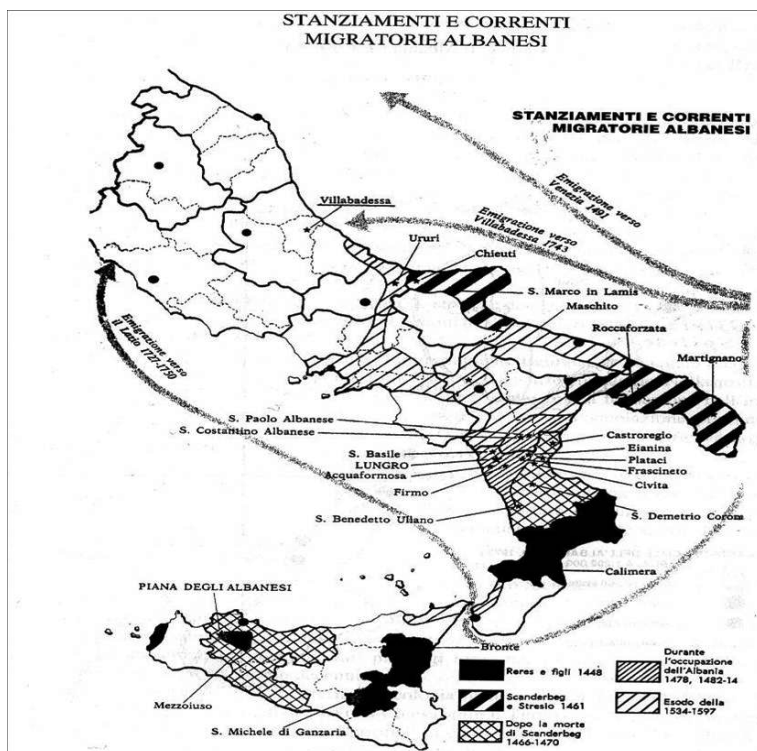 STANZIAMENTI E CORRENTI
MIGRATORIE ALBANESI
STANZIAMENTI E CORRENTI
MIGRATORIE ALBANESI
Emigrazione verso
Venezia 1491
Emigrazione verso
Villabadessa 1743
Villabadessa
Ururi
Chieuti
S. Marco in Lamis
Maschito
Roccaforzata
Martignano
Emigrazione verso
il Lazio 1737-1750
S. Paolo Albanese
S. Costantino Albanese
S. Basile
LUNGRO
Acquaformosa
Firmo
S. Benedetto Ullano
Castroregio
Eianina
Plataci
Frascineto
Civita
S. Demetrio Corone
Calimera
PIANA DEGLI ALBANESI
Bronte
Mezzoiuso
S. Michele di Ganzaria
Reres e figli 1448
Scanderbeg
e Stresio 1461
Dopo la morte
di Scanderbeg
1466-1470
Durante
l'occupazione
dell'Albania
1478, 1482-14
Esodo della
1534-1597